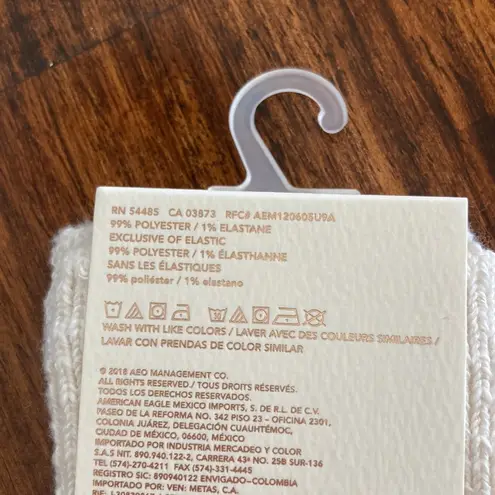 RN 54485 CA 03873 RFC# AEM120605U9A
99% POLYESTER / 1% ELASTANE
EXCLUSIVE OF ELASTIC
99% POLYESTER / 1% ÉLASTHANNE
SANS LES ÉLASTIQUES
99% poliéster / 1% elastano
WASH WITH LIKE COLORS / LAVER AVEC DES COULEURS SIMILAIRES /
LAVAR CON PRENDAS DE COLOR SIMILAR
© 2018 AEO MANAGEMENT CO.
ALL RIGHTS RESERVED / TOUS DROITS RÉSERVÉS
TODOS LOS DERECHOS RESERVADOS.
AMERICAN EAGLE MEXICO IMPORTS, S. DE R.L. DE C.V.
PASEO DE LA REFORMA NO. 342 PISO 23 - OFICINA 2301,
COLONIA JUÁREZ, DELEGACIÓN CUAUHTÉMOC,
CIUDAD DE MÉXICO, 06600, MÉXICO
IMPORTADO POR INDUSTRIA MERCADEO Y COLOR
S.A.S NIT. 890.940.122-2, CARRERA 43ª NO. 25B SUR-136
TEL (574)-270-4211 FAX (574)-331-4445
REGISTRO SIC: 890940122 ENVIGADO-COLOMBIA
IMPORTADO POR: VEN: METAS, C.A.